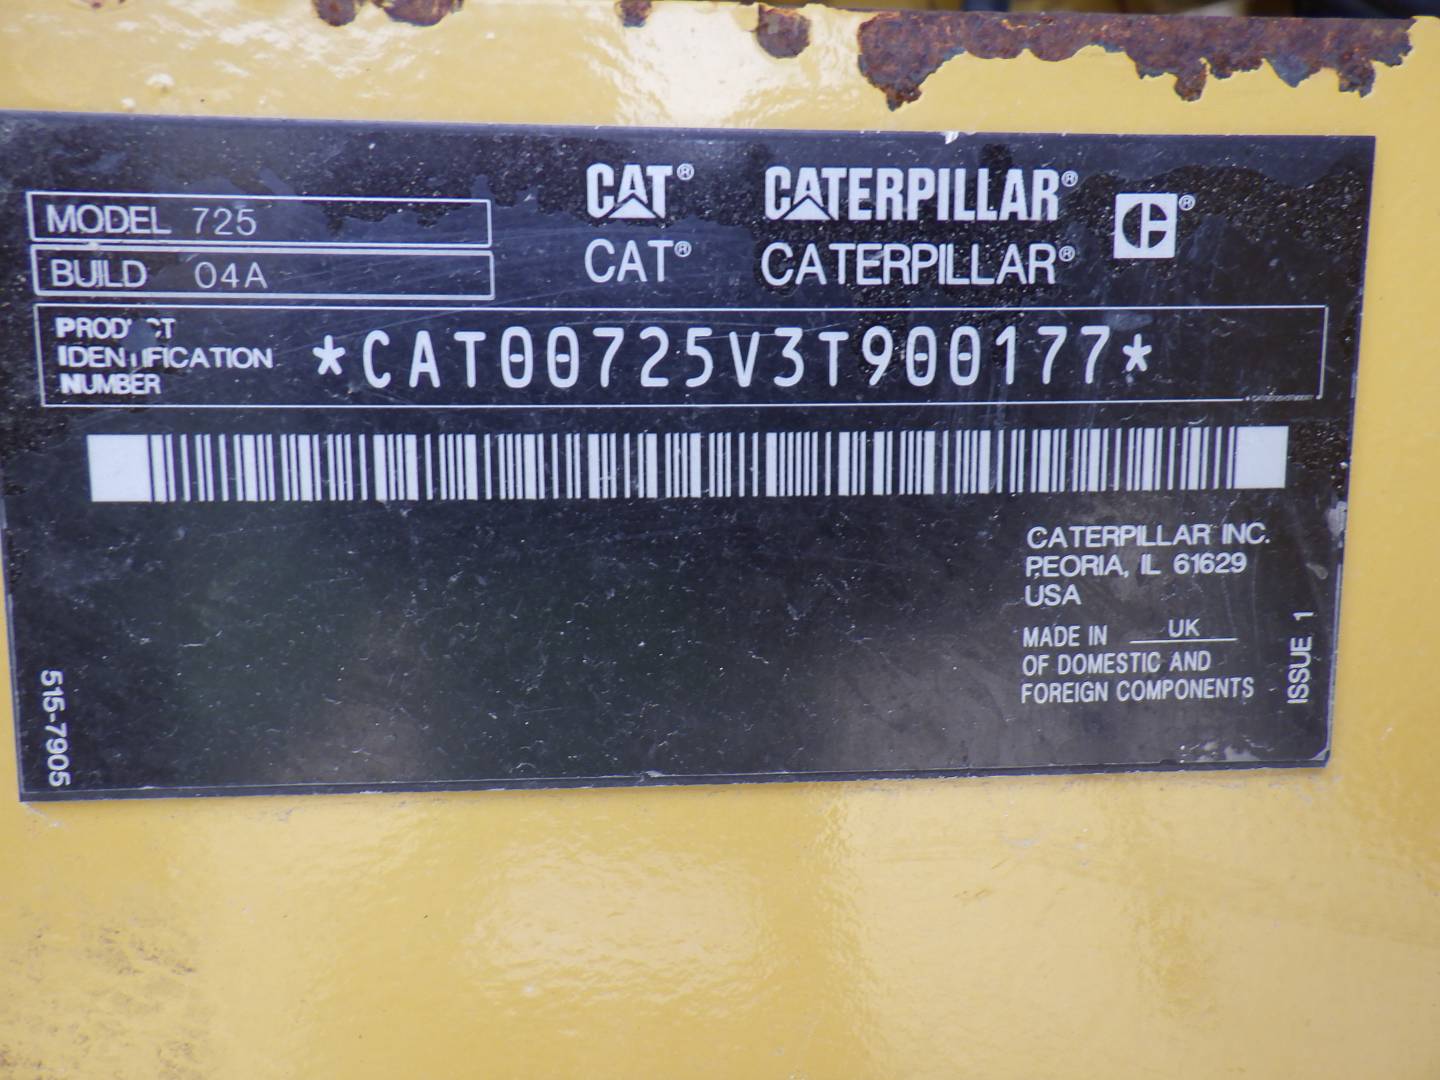 CAT® CATERPILLAR®
CAT® CATERPILLAR®
MODEL 725
BUILD 04A
IDENTIFICATION
NUMBER
*CAT00725V3T900177*
CATERPILLAR INC.
PEORIA, IL 61629
USA
MADE IN UK
OF DOMESTIC AND
FOREIGN COMPONENTS
ISSUE 1
515-7905